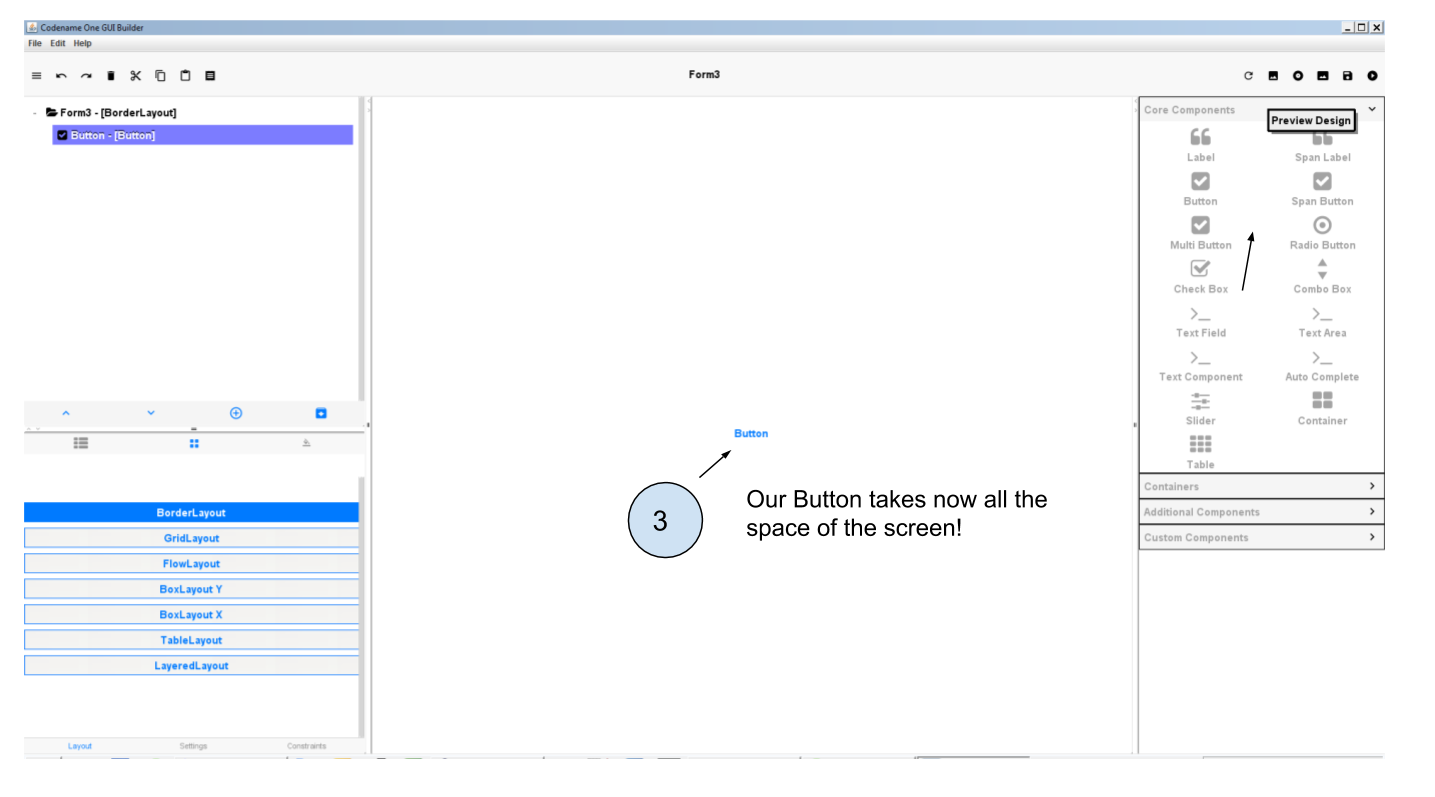 Codename One GUI Builder
File Edit Help
Form3
Form3 - [BorderLayout]
Button - [Button]
BorderLayout
GridLayout
FlowLayout
BoxLayout Y
BoxLayout X
TableLayout
LayeredLayout
Layout Settings Constraints
Button
3
Our Button takes now all the
space of the screen!
Core Components
Preview Design
Label Span Label
Button Span Button
Multi Button Radio Button
Check Box Combo Box
Text Field Text Area
Text Component Auto Complete
Slider Container
Table
Containers
Additional Components
Custom Components